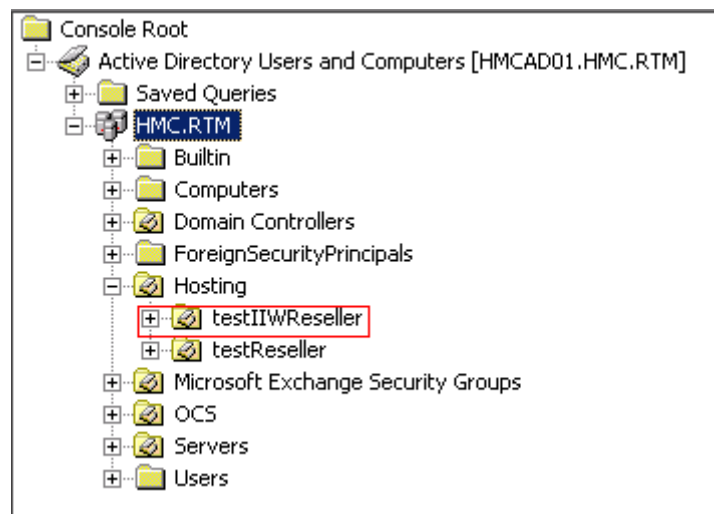 Console Root
Active Directory Users and Computers [HMCAD01.HMC.RTM]
Saved Queries
HMC.RTM
Builtin
Computers
Domain Controllers
ForeignSecurityPrincipals
Hosting
testIIWReseller
testReseller
Microsoft Exchange Security Groups
OCS
Servers
Users